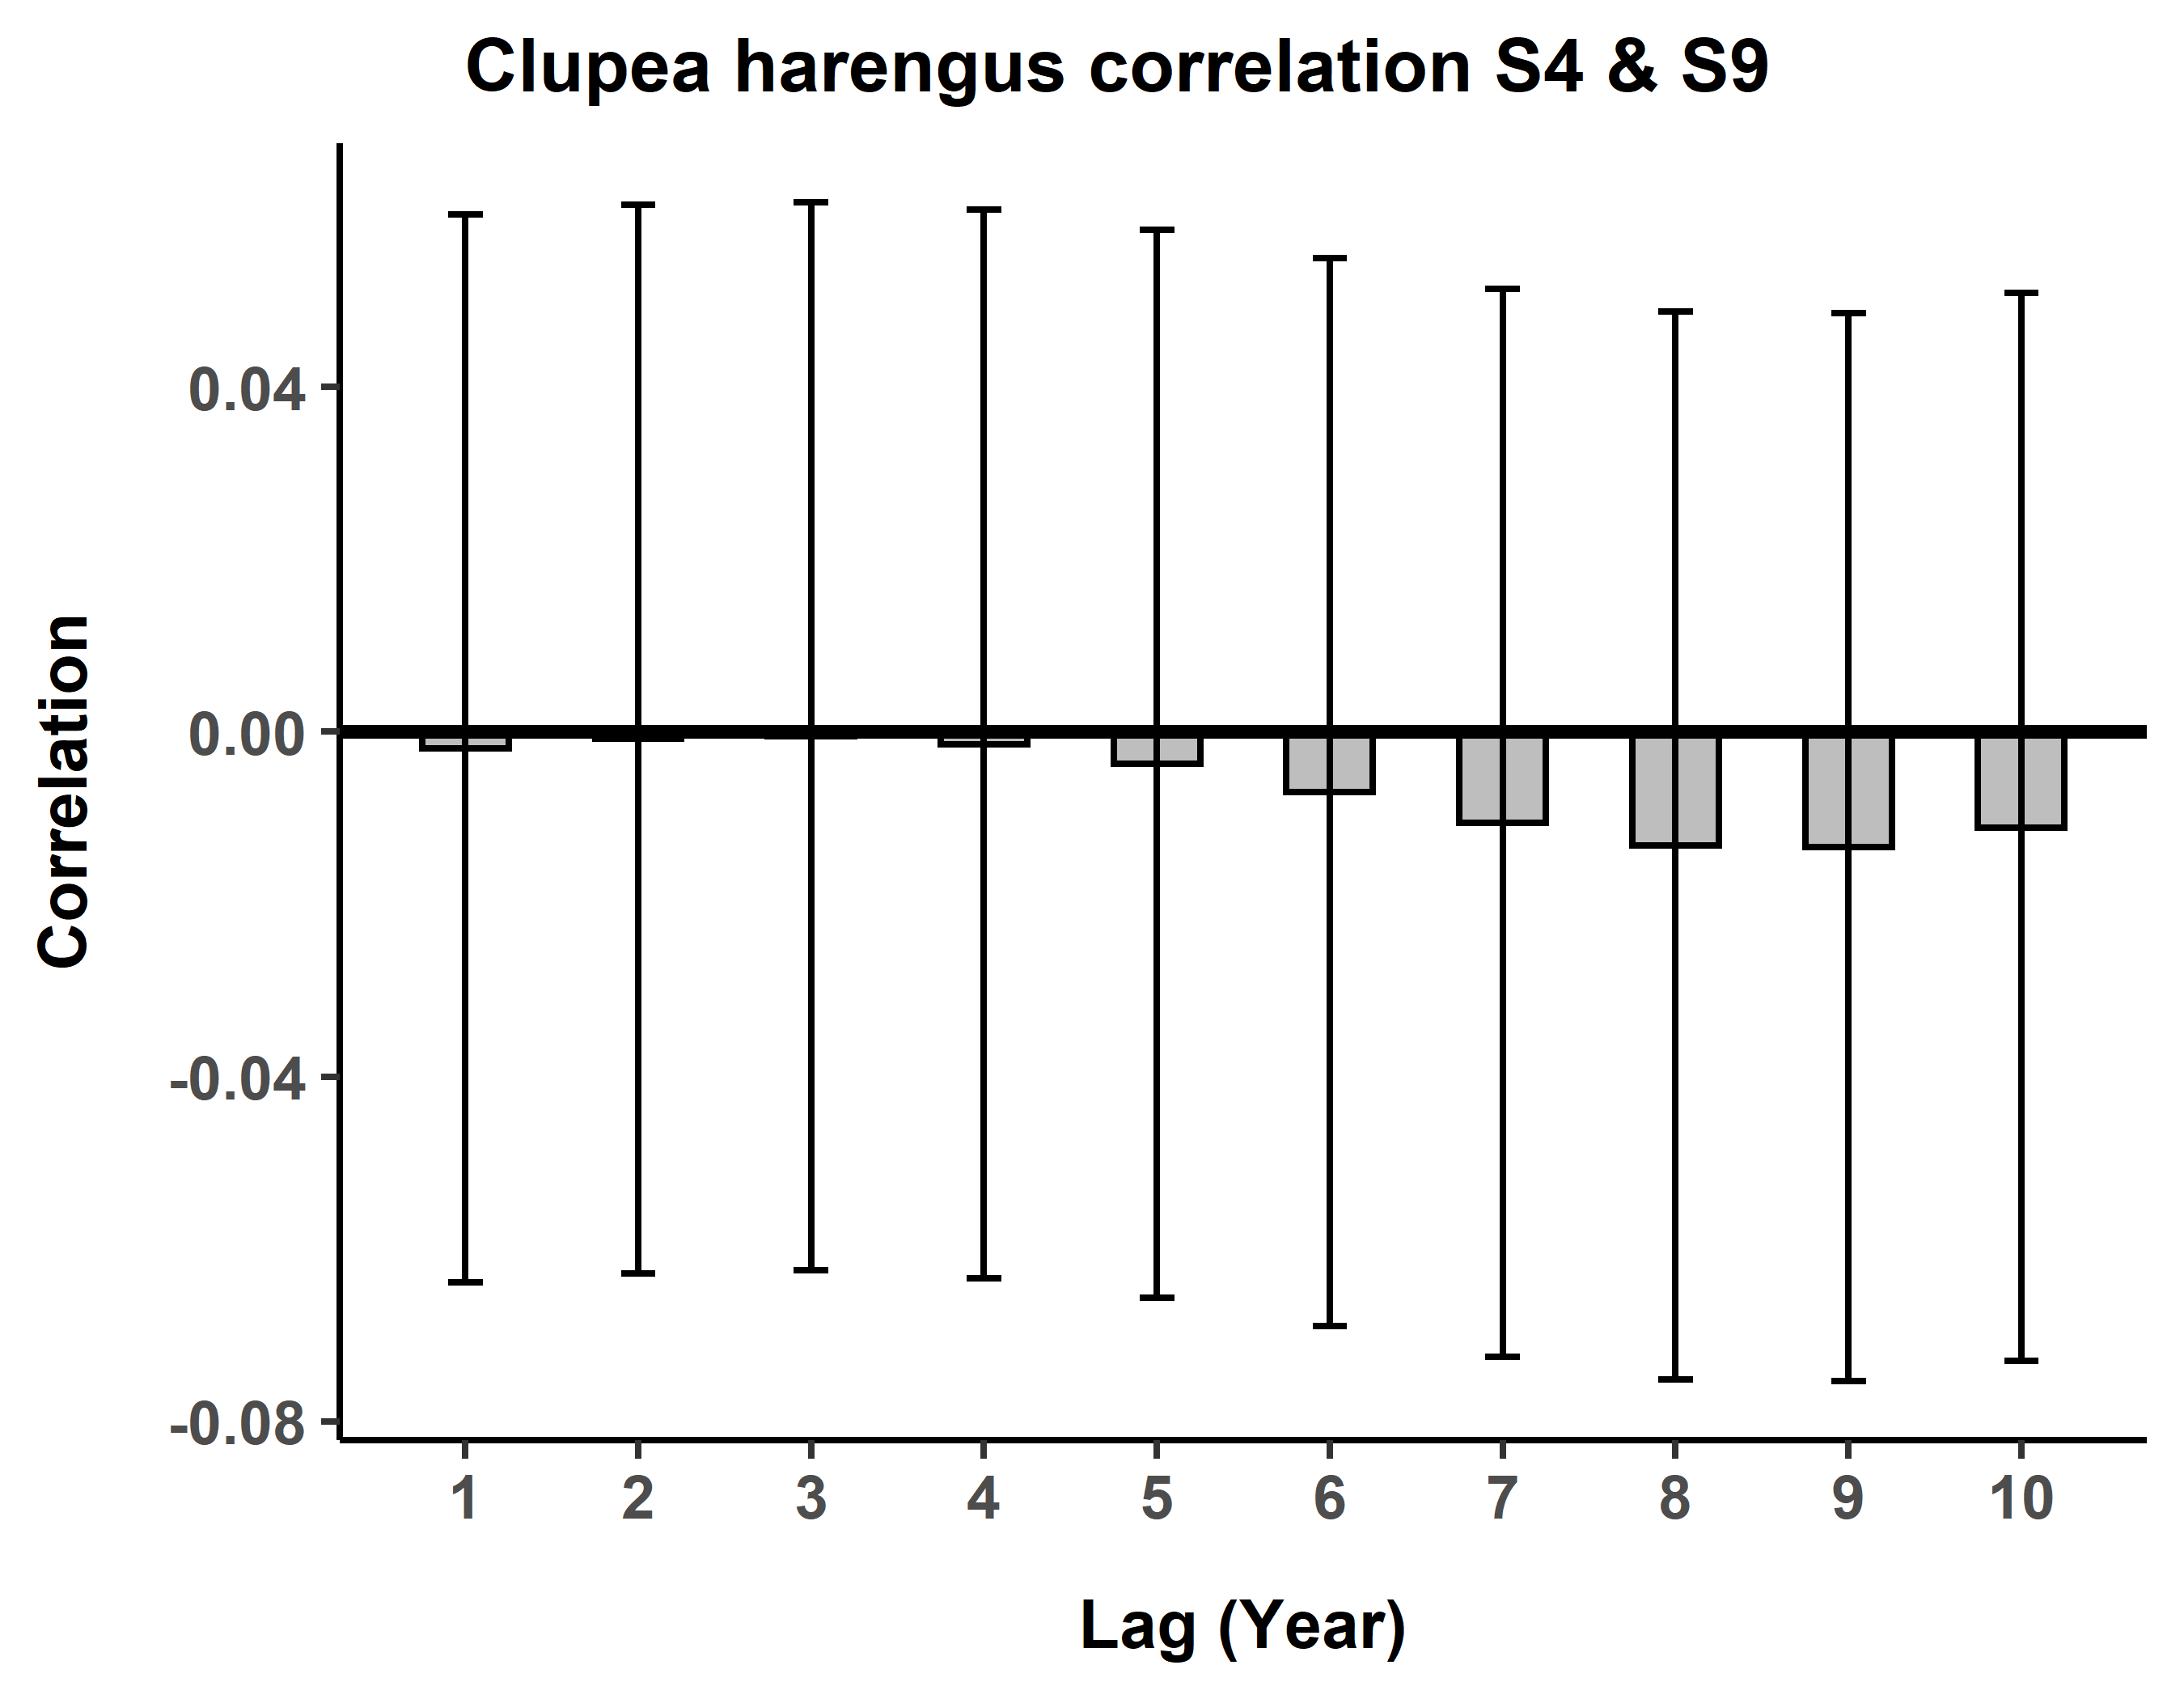 Clupea harengus correlation S4 & S9
Correlation
0.04
0.00
-0.04
-0.08
1 2 3 4 5 6 7 8 9 10
Lag (Year)